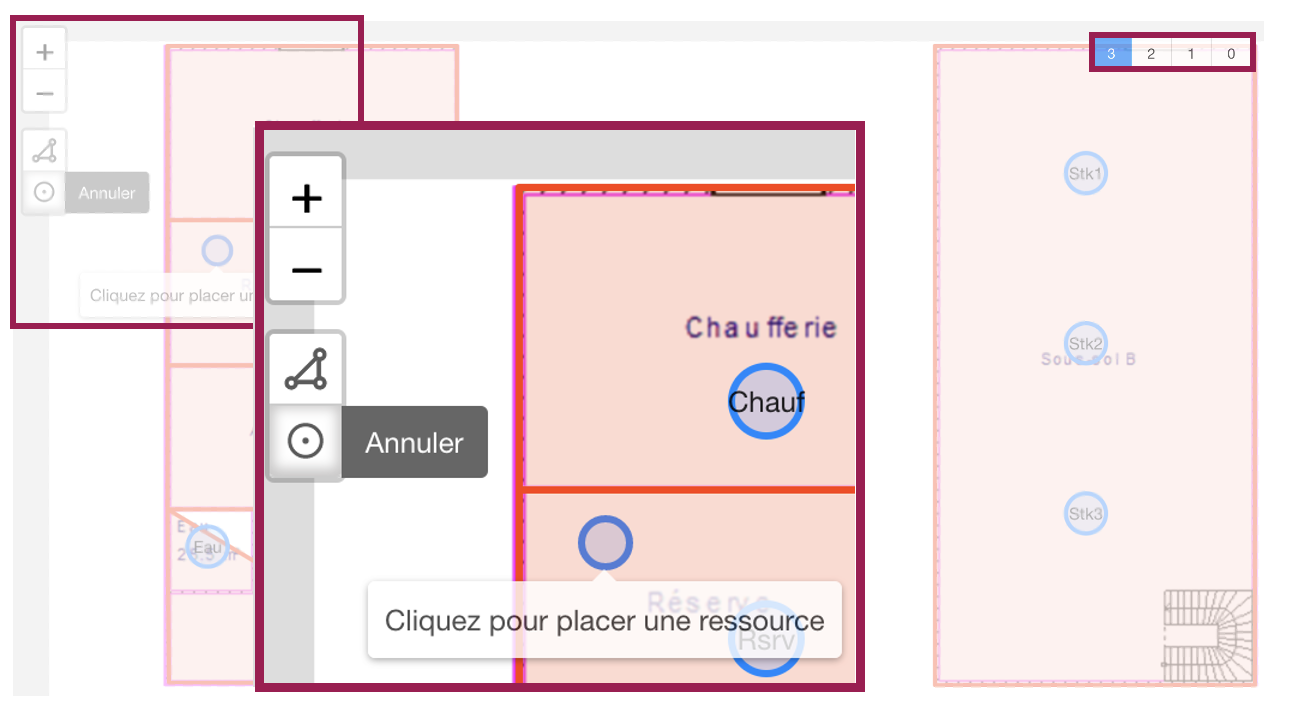 +
3 2 1 0
−
Annuler
Stk1
Cliquez pour placer un
Stk2
Sous sol B
Eau
Eau
Stk3
+
−
Chaufferie
Chauf
Annuler
Réserve
Cliquez pour placer une ressource
Rsrv